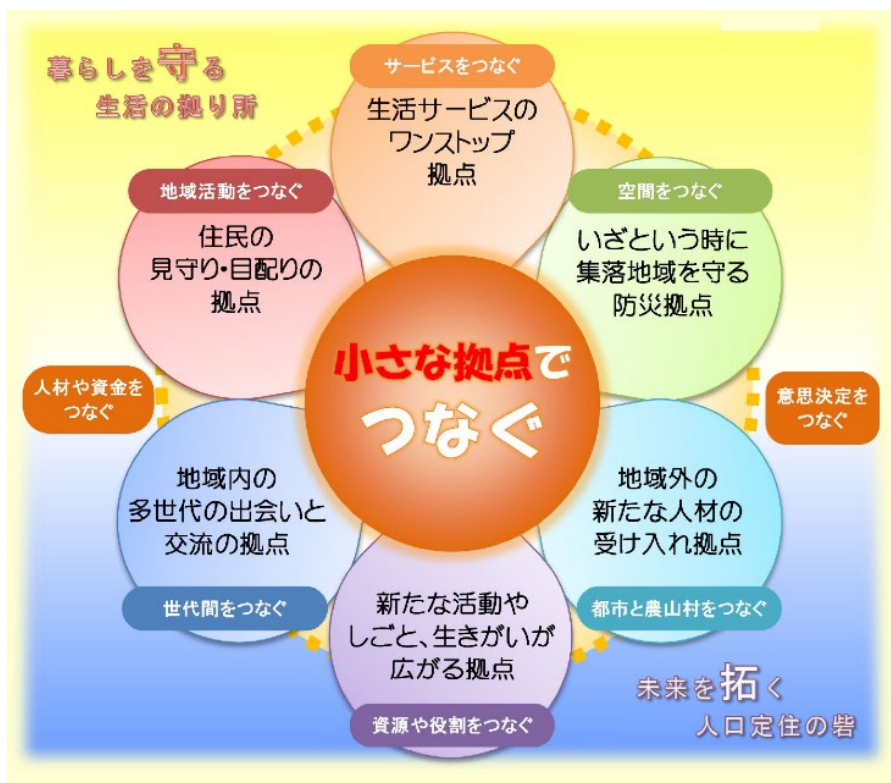 暮らしを守る
生活の拠り所
サービスをつなぐ
生活サービスの
ワンストップ
拠点
地域活動をつなぐ
住民の
見守り・目配りの
拠点
空間をつなぐ
いざという時に
集落地域を守る
防災拠点
小さな拠点で
つなぐ
人材や資金を
つなぐ
意思決定を
つなぐ
地域内の
多世代の出会いと
交流の拠点
世代間をつなぐ
地域外の
新たな人材の
受け入れ拠点
都市と農山村をつなぐ
新たな活動や
しごと、生きがいが
広がる拠点
資源や役割をつなぐ
未来を拓く
人口定住の砦